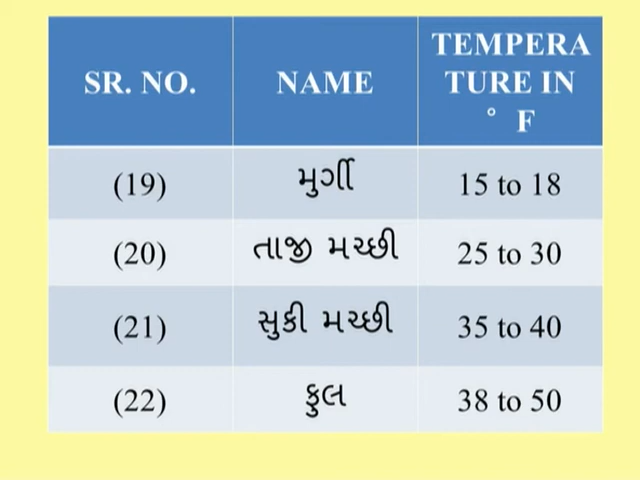 SR. NO. NAME TEMPERA
TURE IN
° F
(19) મુર્ગી 15 to 18
(20) તાજી મચ્છી 25 to 30
(21) સુકી મચ્છી 35 to 40
(22) ફુલ 38 to 50